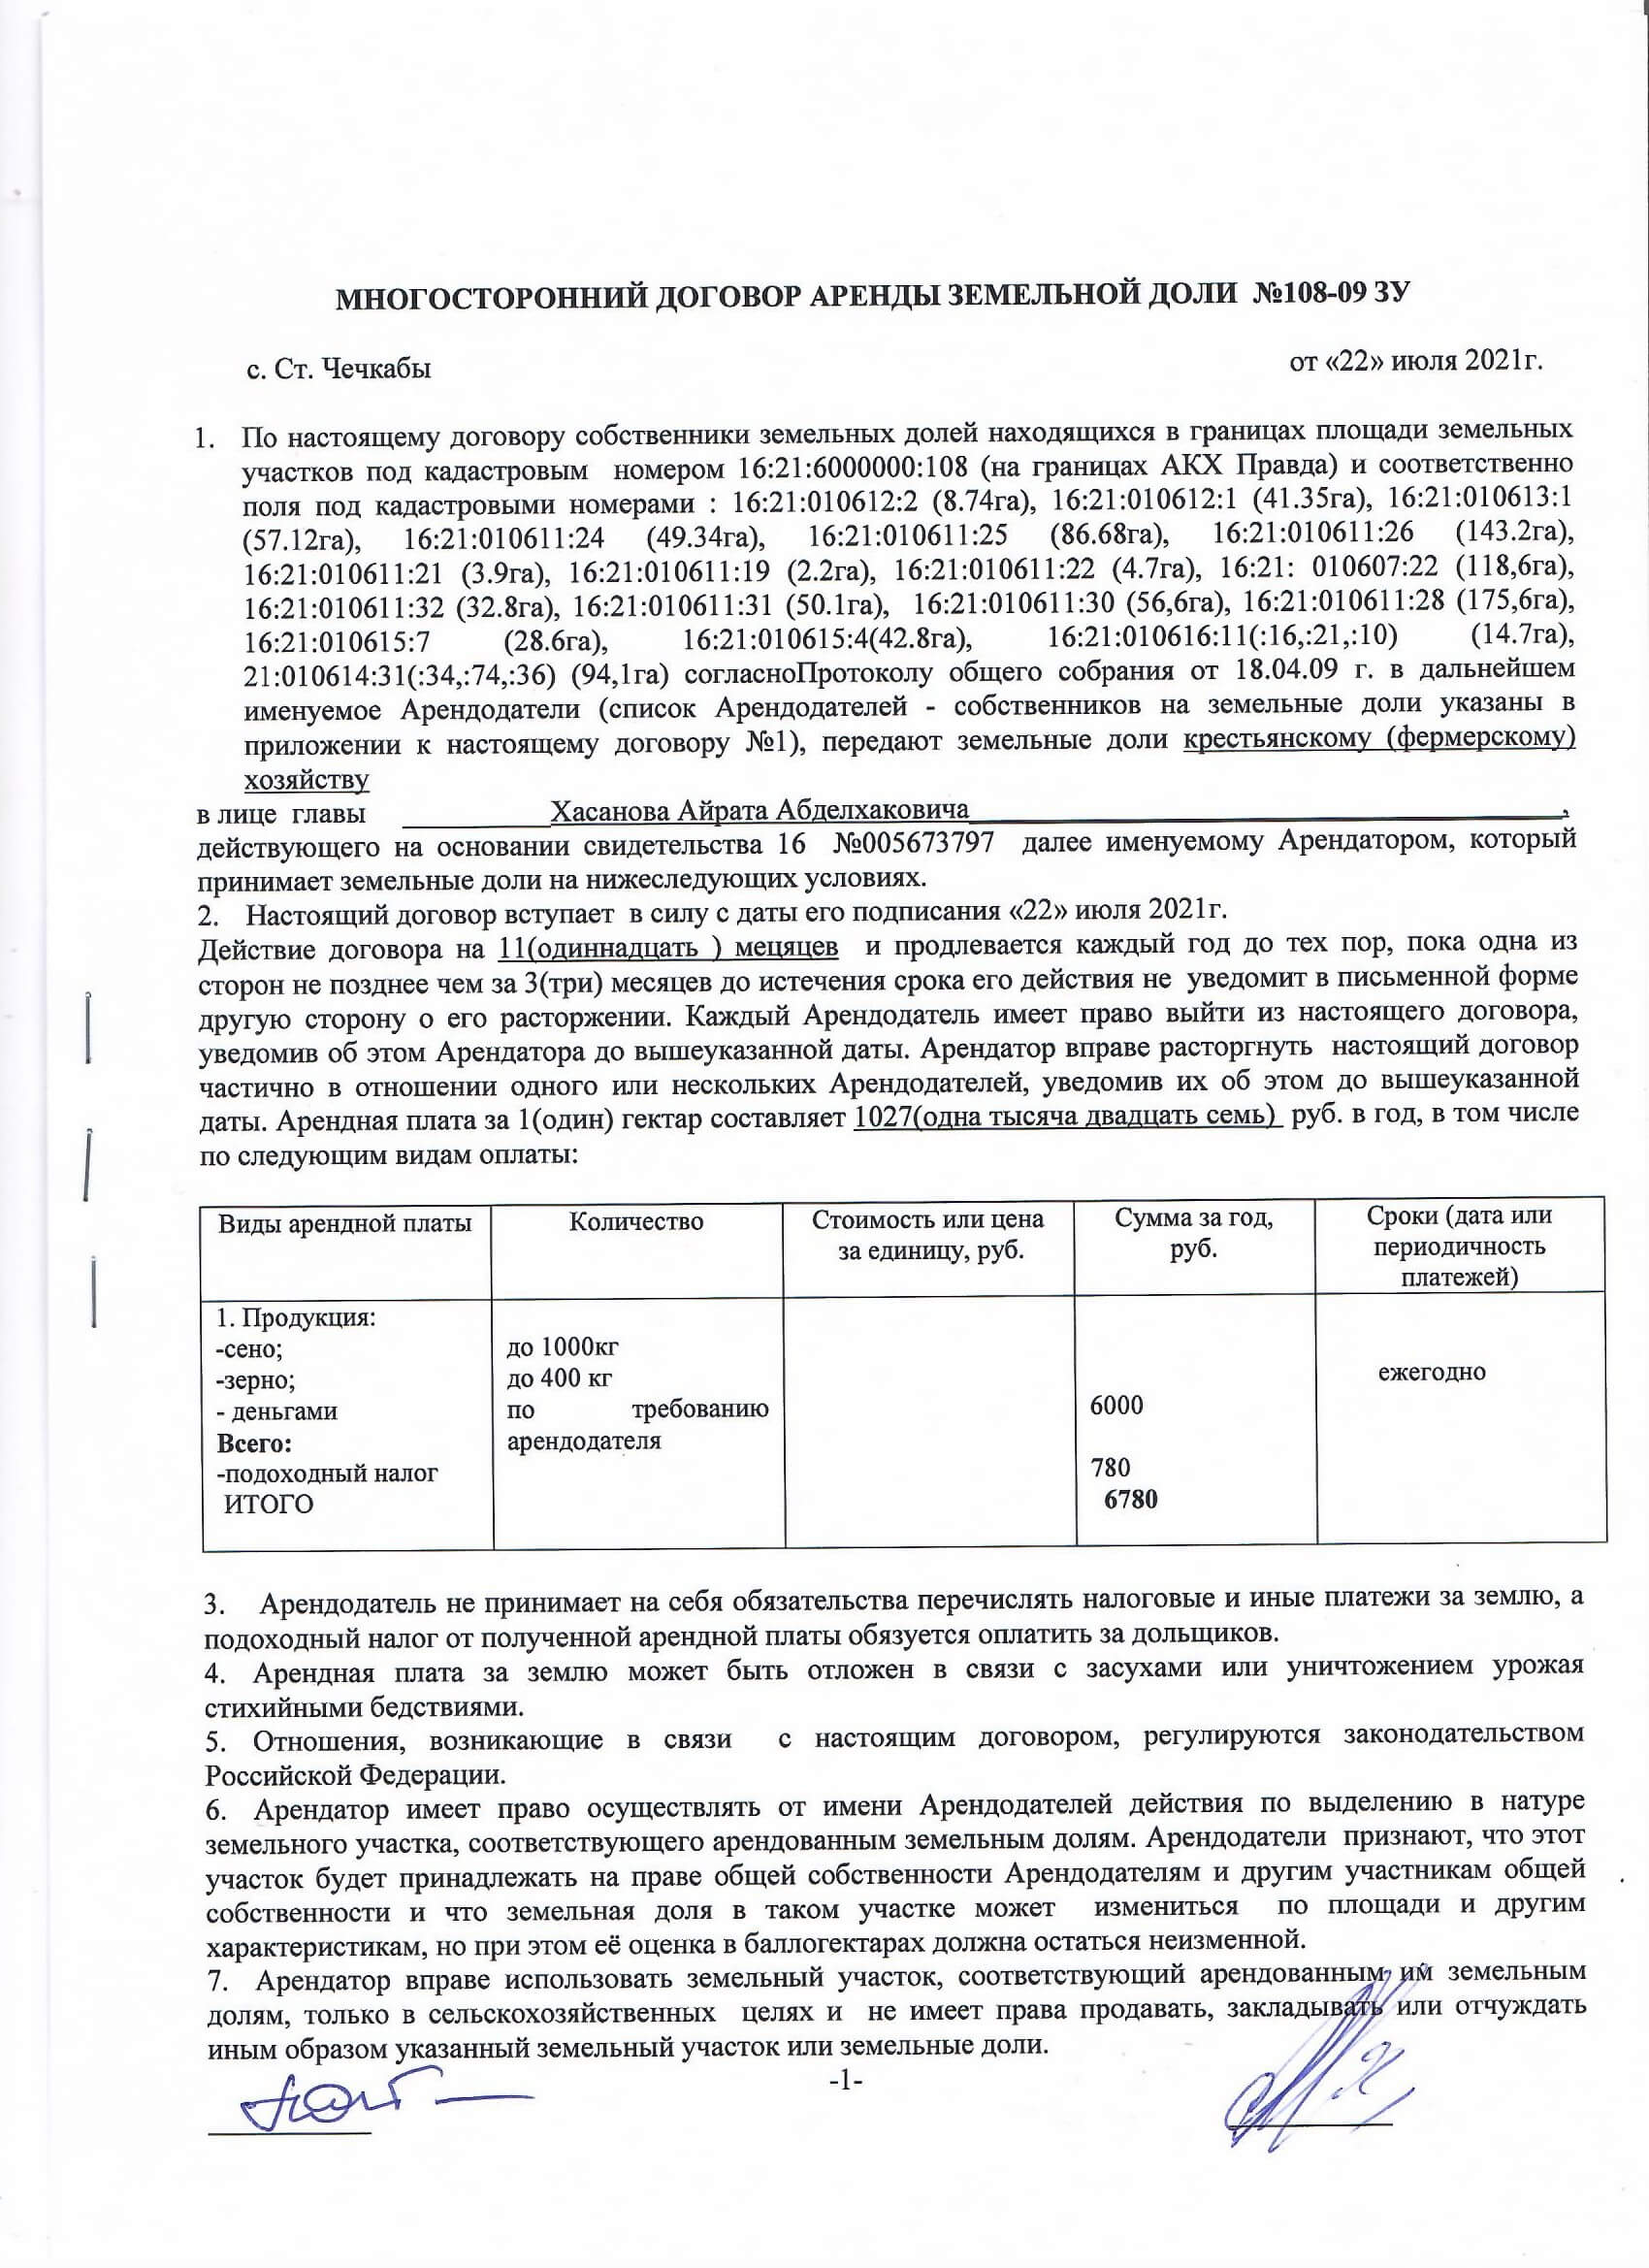 МНОГОСТОРОННИЙ ДОГОВОР АРЕНДЫ ЗЕМЕЛЬНОЙ ДОЛИ №108-09 ЗУ
с. Ст. Чечкабы от «22» июля 2021г.
1. По настоящему договору собственники земельных долей находящихся в границах площади земельных
участков под кадастровым номером 16:21:6000000:108 (на границах АКХ Правда) и соответственно
поля под кадастровыми номерами : 16:21:010612:2 (8.74га), 16:21:010612:1 (41.35га), 16:21:010613:1
(57.12га), 16:21:010611:24 (49.34га), 16:21:010611:25 (86.68га), 16:21:010611:26 (143.2га),
16:21:010611:21 (3.9га), 16:21:010611:19 (2.2га), 16:21:010611:22 (4.7га), 16:21: 010607:22 (118,6га),
16:21:010611:32 (32.8га), 16:21:010611:31 (50.1га), 16:21:010611:30 (56,6га), 16:21:010611:28 (175,6га),
16:21:010615:7 (28.6га), 16:21:010615:4(42.8га), 16:21:010616:11(:16,:21,:10) (14.7га),
21:010614:31(:34,:74,:36) (94,1га) согласноПротоколу общего собрания от 18.04.09 г. в дальнейшем
именуемое Арендодатели (список Арендодателей - собственников на земельные доли указаны в
приложении к настоящему договору №1), передают земельные доли крестьянскому (фермерскому)
хозяйству
в лице главы Хасанова Айрата Абделхаковича,
действующего на основании свидетельства 16 №005673797 далее именуемому Арендатором, который
принимает земельные доли на нижеследующих условиях.
2. Настоящий договор вступает в силу с даты его подписания «22» июля 2021г.
Действие договора на 11(одиннадцать ) мецяцев и продлевается каждый год до тех пор, пока одна из
сторон не позднее чем за 3(три) месяцев до истечения срока его действия не уведомит в письменной форме
другую сторону о его расторжении. Каждый Арендодатель имеет право выйти из настоящего договора,
уведомив об этом Арендатора до вышеуказанной даты. Арендатор вправе расторгнуть настоящий договор
частично в отношении одного или нескольких Арендодателей, уведомив их об этом до вышеуказанной
даты. Арендная плата за 1(один) гектар составляет 1027(одна тысяча двадцать семь) руб. в год, в том числе
по следующим видам оплаты:
Виды арендной платы Количество Стоимость или цена Сумма за год, Сроки (дата или
за единицу, руб. руб. периодичность
платежей)
1. Продукция:
-сено; до 1000кг
-зерно; до 400 кг ежегодно
- деньгами по требованию 6000
Всего: арендодателя
-подоходный налог 780
ИТОГО 6780
3. Арендодатель не принимает на себя обязательства перечислять налоговые и иные платежи за землю, а
подоходный налог от полученной арендной платы обязуется оплатить за дольщиков.
4. Арендная плата за землю может быть отложен в связи с засухами или уничтожением урожая
стихийными бедствиями.
5. Отношения, возникающие в связи с настоящим договором, регулируются законодательством
Российской Федерации.
6. Арендатор имеет право осуществлять от имени Арендодателей действия по выделению в натуре
земельного участка, соответствующего арендованным земельным долям. Арендодатели признают, что этот
участок будет принадлежать на праве общей собственности Арендодателям и другим участникам общей
собственности и что земельная доля в таком участке может измениться по площади и другим
характеристикам, но при этом её оценка в баллогектарах должна остаться неизменной.
7. Арендатор вправе использовать земельный участок, соответствующий арендованным им земельным
долям, только в сельскохозяйственных целях и не имеет права продавать, закладывать или отчуждать
иным образом указанный земельный участок или земельные доли.
-1-